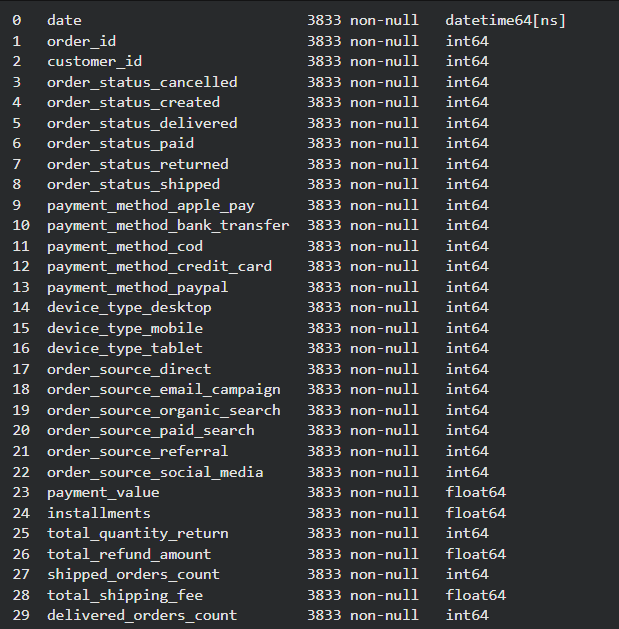 0 date 3833 non-null datetime64[ns]
1 order_id 3833 non-null int64
2 customer_id 3833 non-null int64
3 order_status_cancelled 3833 non-null int64
4 order_status_created 3833 non-null int64
5 order_status_delivered 3833 non-null int64
6 order_status_paid 3833 non-null int64
7 order_status_returned 3833 non-null int64
8 order_status_shipped 3833 non-null int64
9 payment_method_apple_pay 3833 non-null int64
10 payment_method_bank_transfer 3833 non-null int64
11 payment_method_cod 3833 non-null int64
12 payment_method_credit_card 3833 non-null int64
13 payment_method_paypal 3833 non-null int64
14 device_type_desktop 3833 non-null int64
15 device_type_mobile 3833 non-null int64
16 device_type_tablet 3833 non-null int64
17 order_source_direct 3833 non-null int64
18 order_source_email_campaign 3833 non-null int64
19 order_source_organic_search 3833 non-null int64
20 order_source_paid_search 3833 non-null int64
21 order_source_referral 3833 non-null int64
22 order_source_social_media 3833 non-null int64
23 payment_value 3833 non-null float64
24 installments 3833 non-null float64
25 total_quantity_return 3833 non-null int64
26 total_refund_amount 3833 non-null float64
27 shipped_orders_count 3833 non-null int64
28 total_shipping_fee 3833 non-null float64
29 delivered_orders_count 3833 non-null int64